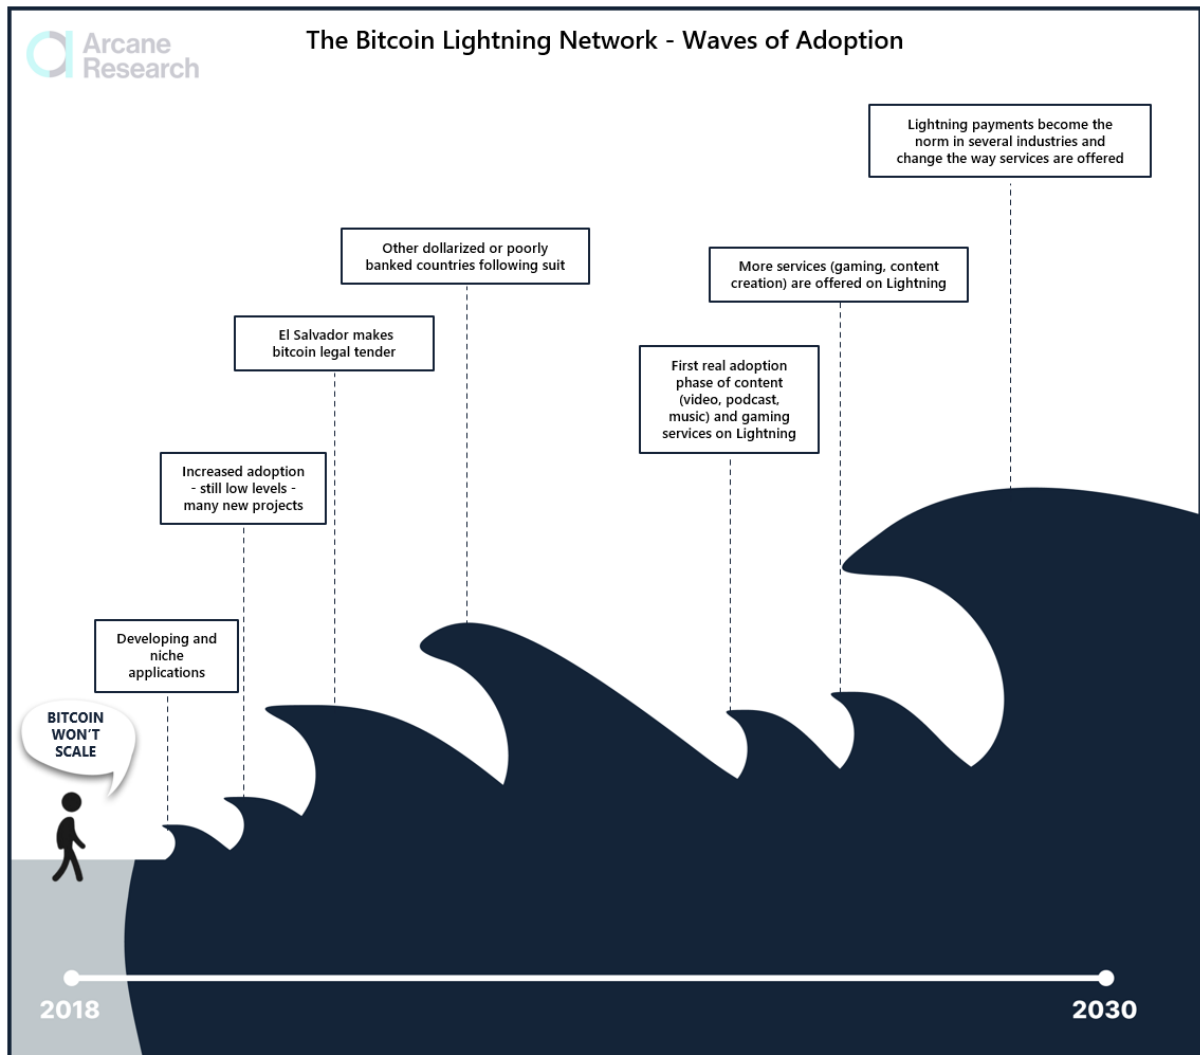 Arcane
Research
The Bitcoin Lightning Network - Waves of Adoption
Lightning payments become the
norm in several industries and
change the way services are offered
Other dollarized or poorly
banked countries following suit
More services (gaming, content
creation) are offered on Lightning
El Salvador makes
bitcoin legal tender
First real adoption
phase of content
(video, podcast,
music) and gaming
services on Lightning
Increased adoption
- still low levels -
many new projects
Developing and
niche
applications
BITCOIN
WON'T
SCALE
2018
2030